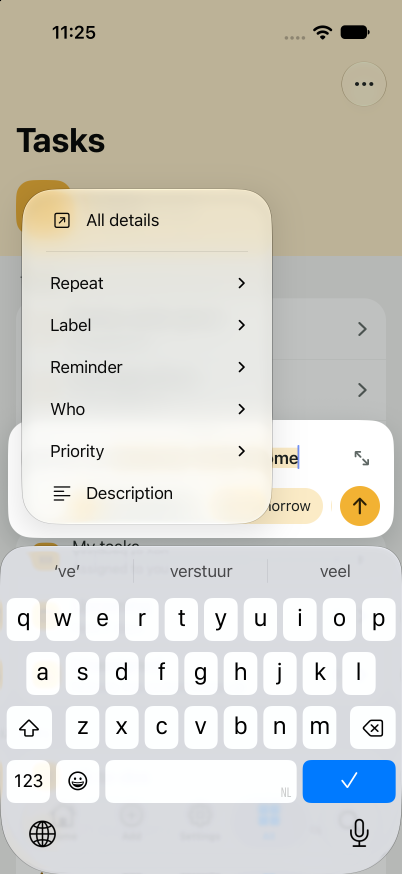 11:25
Tasks
All details
Repeat
Label
Reminder
Who
ome
Priority
Description
orrow
My tasks
've'
verstuur
veel
q w e r t y u i o p
a s d f g h j k l
z x c v b n m
123
NL